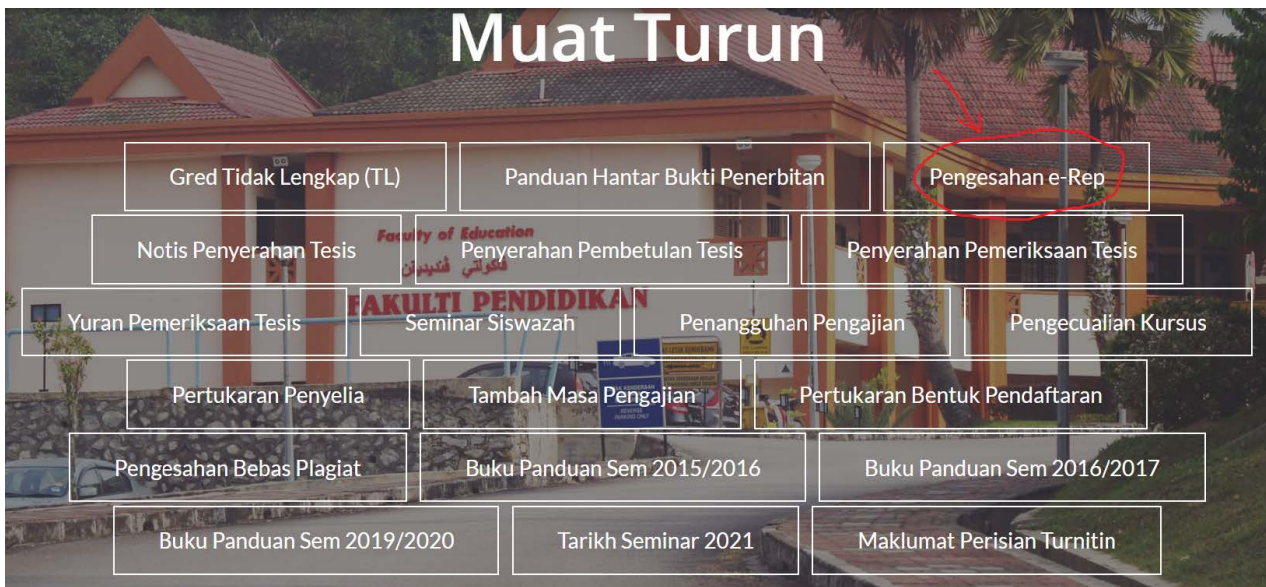 Muat Turun
Gred Tidak Lengkap (TL)
Panduan Hantar Bukti Penerbitan
Pengesahan e-Rep
Notis Penyerahan Tesis
Penyerahan Pembetulan Tesis
Penyerahan Pemeriksaan Tesis
Faculty of Education
فاكولتي ڤنديديقن
FAKULTI PENDIDIKAN
Yuran Pemeriksaan Tesis
Seminar Siswazah
Penangguhan Pengajian
Pengecualian Kursus
Pertukaran Penyelia
Tambah Masa Pengajian
Pertukaran Bentuk Pendaftaran
Pengesahan Bebas Plagiat
Buku Panduan Sem 2015/2016
Buku Panduan Sem 2016/2017
Buku Panduan Sem 2019/2020
Tarikh Seminar 2021
Maklumat Perisian Turnitin